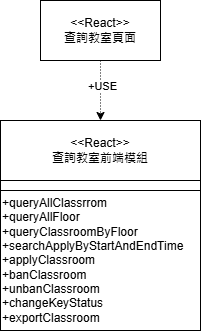 <<React>>
查詢教室頁面
+USE
<<React>>
查詢教室前端模組
+queryAllClassrrom
+queryAllFloor
+queryClassroomByFloor
+searchApplyByStartAndEndTime
+applyClassroom
+banClassroom
+unbanClassroom
+changeKeyStatus
+exportClassroom